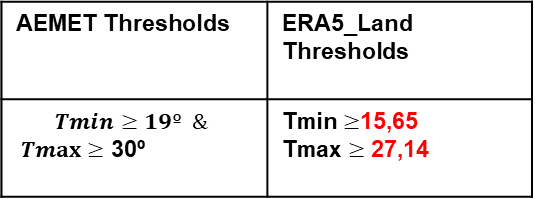 AEMET Thresholds
ERA5_Land
Thresholds
Tmin ≥ 19º &
Tmax ≥ 30º
Tmin ≥15,65
Tmax ≥ 27,14